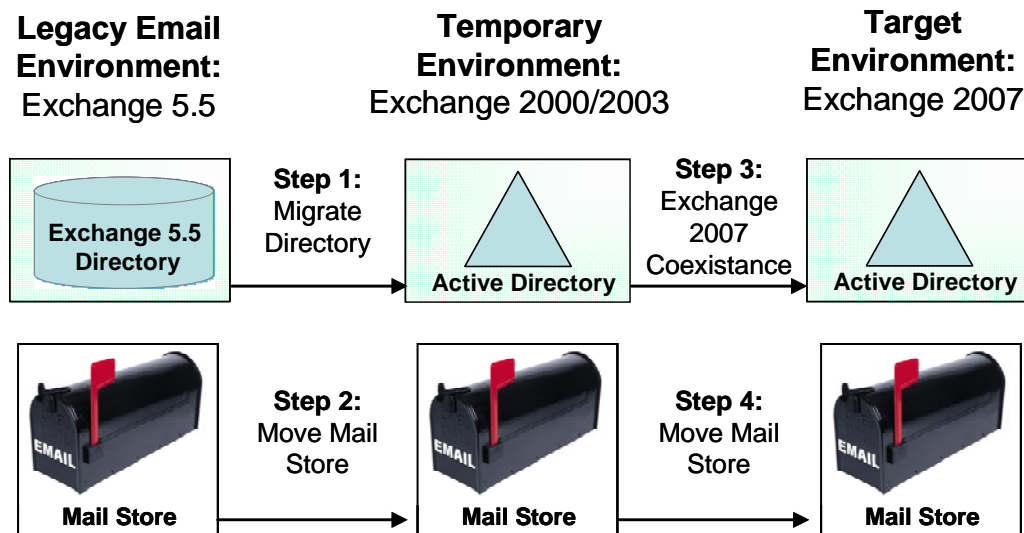 Legacy Email
Environment:
Exchange 5.5
Temporary
Environment:
Exchange 2000/2003
Target
Environment:
Exchange 2007
Exchange 5.5
Directory
Step 1:
Migrate
Directory
Active Directory
Step 3:
Exchange
2007
Coexistance
Active Directory
EMAIL
Mail Store
Step 2:
Move Mail
Store
EMAIL
Mail Store
Step 4:
Move Mail
Store
EMAIL
Mail Store